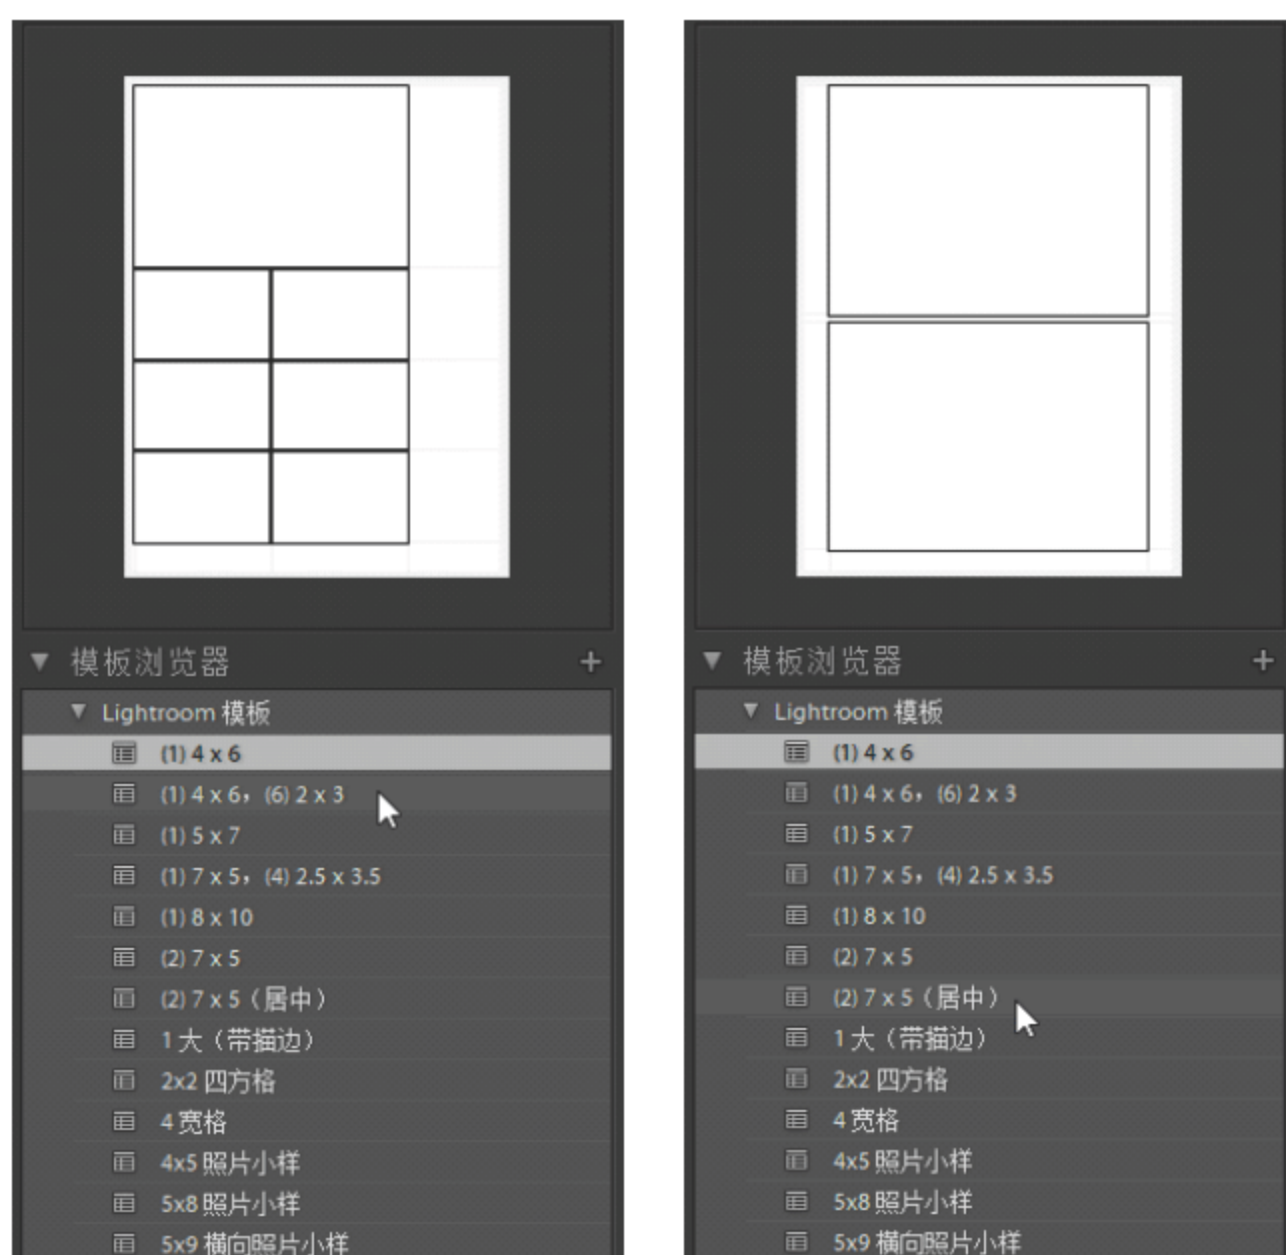 模板浏览器 +
Lightroom 模板
(1) 4 x 6
(1) 4 x 6，(6) 2 x 3
(1) 5 x 7
(1) 7 x 5，(4) 2.5 x 3.5
(1) 8 x 10
(2) 7 x 5
(2) 7 x 5（居中）
1 大（带描边）
2x2 四方格
4 宽格
4x5 照片小样
5x8 照片小样
5x9 横向照片小样
模板浏览器 +
Lightroom 模板
(1) 4 x 6
(1) 4 x 6，(6) 2 x 3
(1) 5 x 7
(1) 7 x 5，(4) 2.5 x 3.5
(1) 8 x 10
(2) 7 x 5
(2) 7 x 5（居中）
1 大（带描边）
2x2 四方格
4 宽格
4x5 照片小样
5x8 照片小样
5x9 横向照片小样